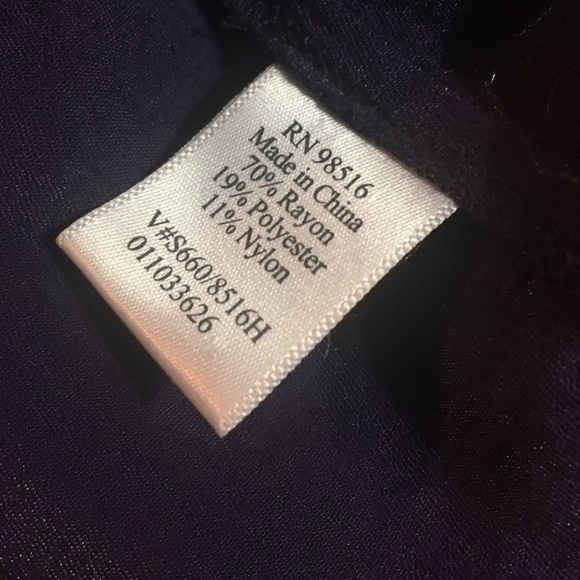 RN 98516
Made in China
70% Rayon
19% Polyester
11% Nylon
V#S660/8516H
011033626